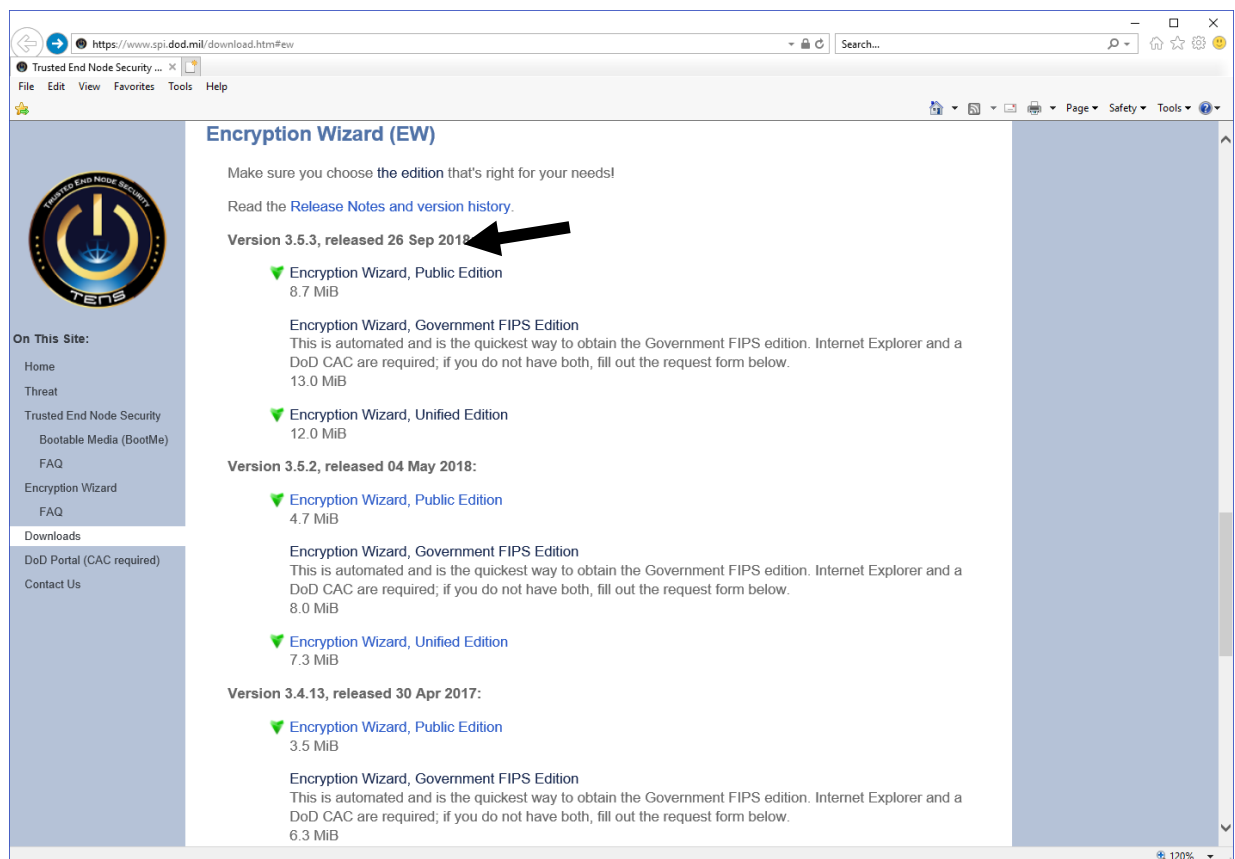 https://www.spi.dod.mil/download.htm#ew
Search...
Trusted End Node Security ...
File Edit View Favorites Tools Help
Page Safety Tools
Encryption Wizard (EW)
Make sure you choose the edition that's right for your needs!
Read the Release Notes and version history.
Version 3.5.3, released 26 Sep 2018:
Encryption Wizard, Public Edition
8.7 MiB
Encryption Wizard, Government FIPS Edition
This is automated and is the quickest way to obtain the Government FIPS edition. Internet Explorer and a
DoD CAC are required; if you do not have both, fill out the request form below.
13.0 MiB
Encryption Wizard, Unified Edition
12.0 MiB
Version 3.5.2, released 04 May 2018:
Encryption Wizard, Public Edition
4.7 MiB
Encryption Wizard, Government FIPS Edition
This is automated and is the quickest way to obtain the Government FIPS edition. Internet Explorer and a
DoD CAC are required; if you do not have both, fill out the request form below.
8.0 MiB
Encryption Wizard, Unified Edition
7.3 MiB
Version 3.4.13, released 30 Apr 2017:
Encryption Wizard, Public Edition
3.5 MiB
Encryption Wizard, Government FIPS Edition
This is automated and is the quickest way to obtain the Government FIPS edition. Internet Explorer and a
DoD CAC are required; if you do not have both, fill out the request form below.
6.3 MiB
TRUSTED END NODE SECURITY
TENS
On This Site:
Home
Threat
Trusted End Node Security
Bootable Media (BootMe)
FAQ
Encryption Wizard
FAQ
Downloads
DoD Portal (CAC required)
Contact Us
120%